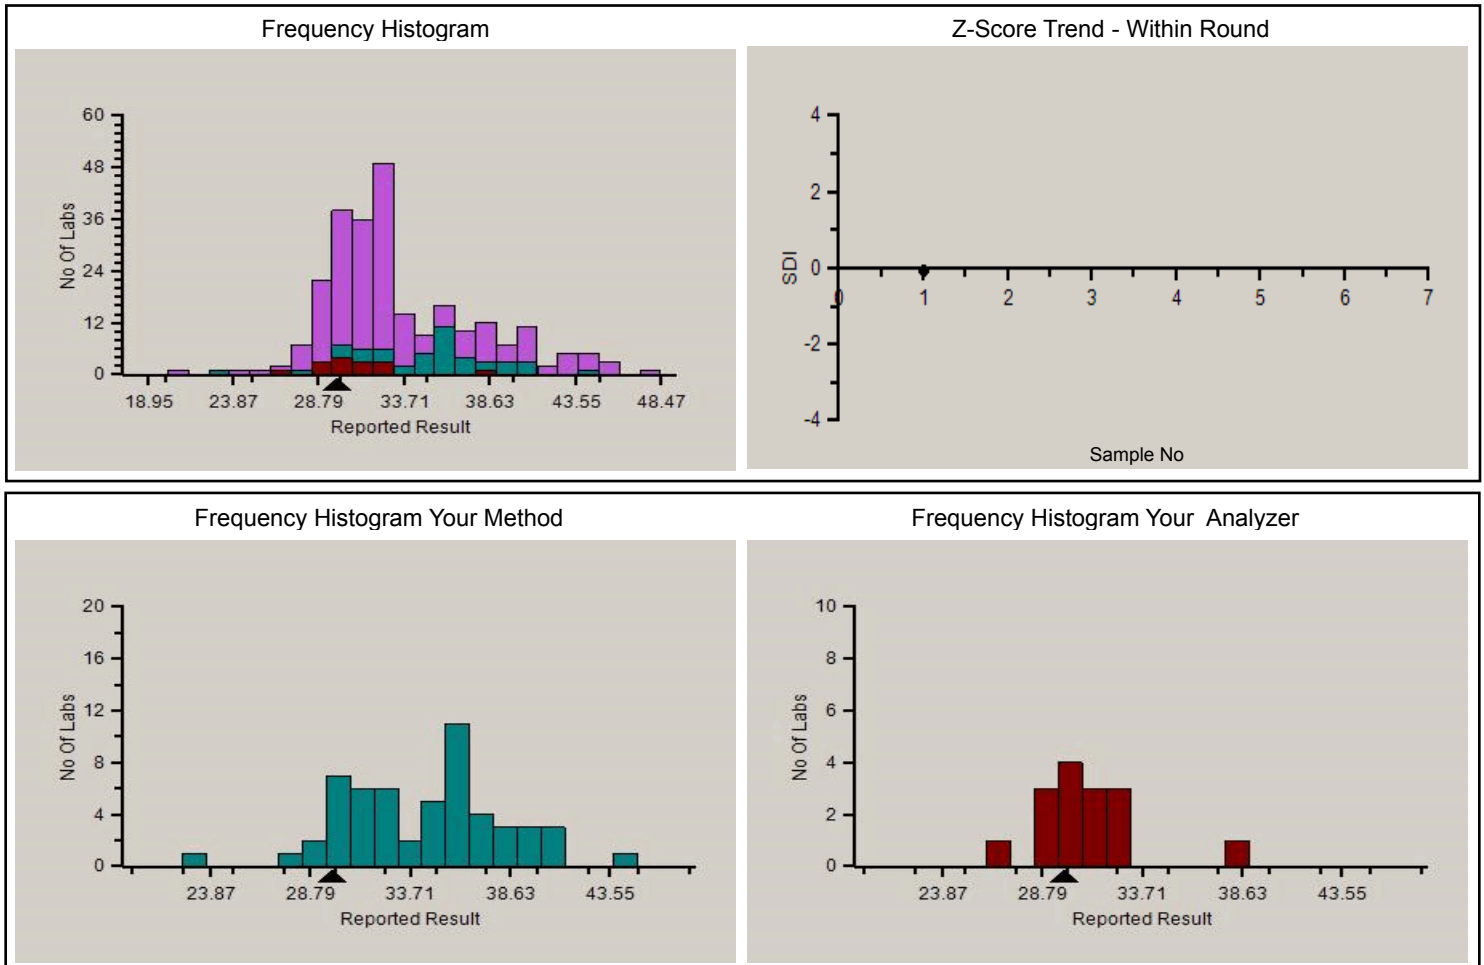 Frequency Histogram
60
48
36
24
12
0
No Of Labs
18.95 23.87 28.79 33.71 38.63 43.55 48.47
Reported Result
Z-Score Trend - Within Round
4
2
0
-2
-4
SDI
0 1 2 3 4 5 6 7
Sample No
Frequency Histogram Your Method
20
16
12
8
4
0
No Of Labs
23.87 28.79 33.71 38.63 43.55
Reported Result
Frequency Histogram Your Analyzer
10
8
6
4
2
0
No Of Labs
23.87 28.79 33.71 38.63 43.55
Reported Result